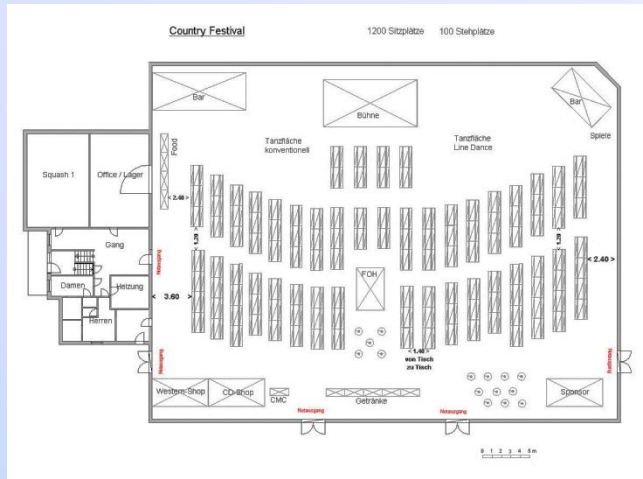 Country Festival
1200 Sitzplätze 100 Stehplätze
Bar
Bühne
Bar
Spiele
Tanzfläche
konventionell
Tanzfläche
Line Dance
Food
Squash 1
Office / Lager
< 2.40 >
< 1.20 >
< 1.20 >
Gang
Notausgang
< 2.40 >
FOH
Damen
Heizung
< 3.60 >
Herren
< 1.40 >
von Tisch
zu Tisch
Notausgang
Notausgang
Western-Shop
CD-Shop
CMC
Getränke
Sponsor
Notausgang
Notausgang
0 1 2 3 4 5 m